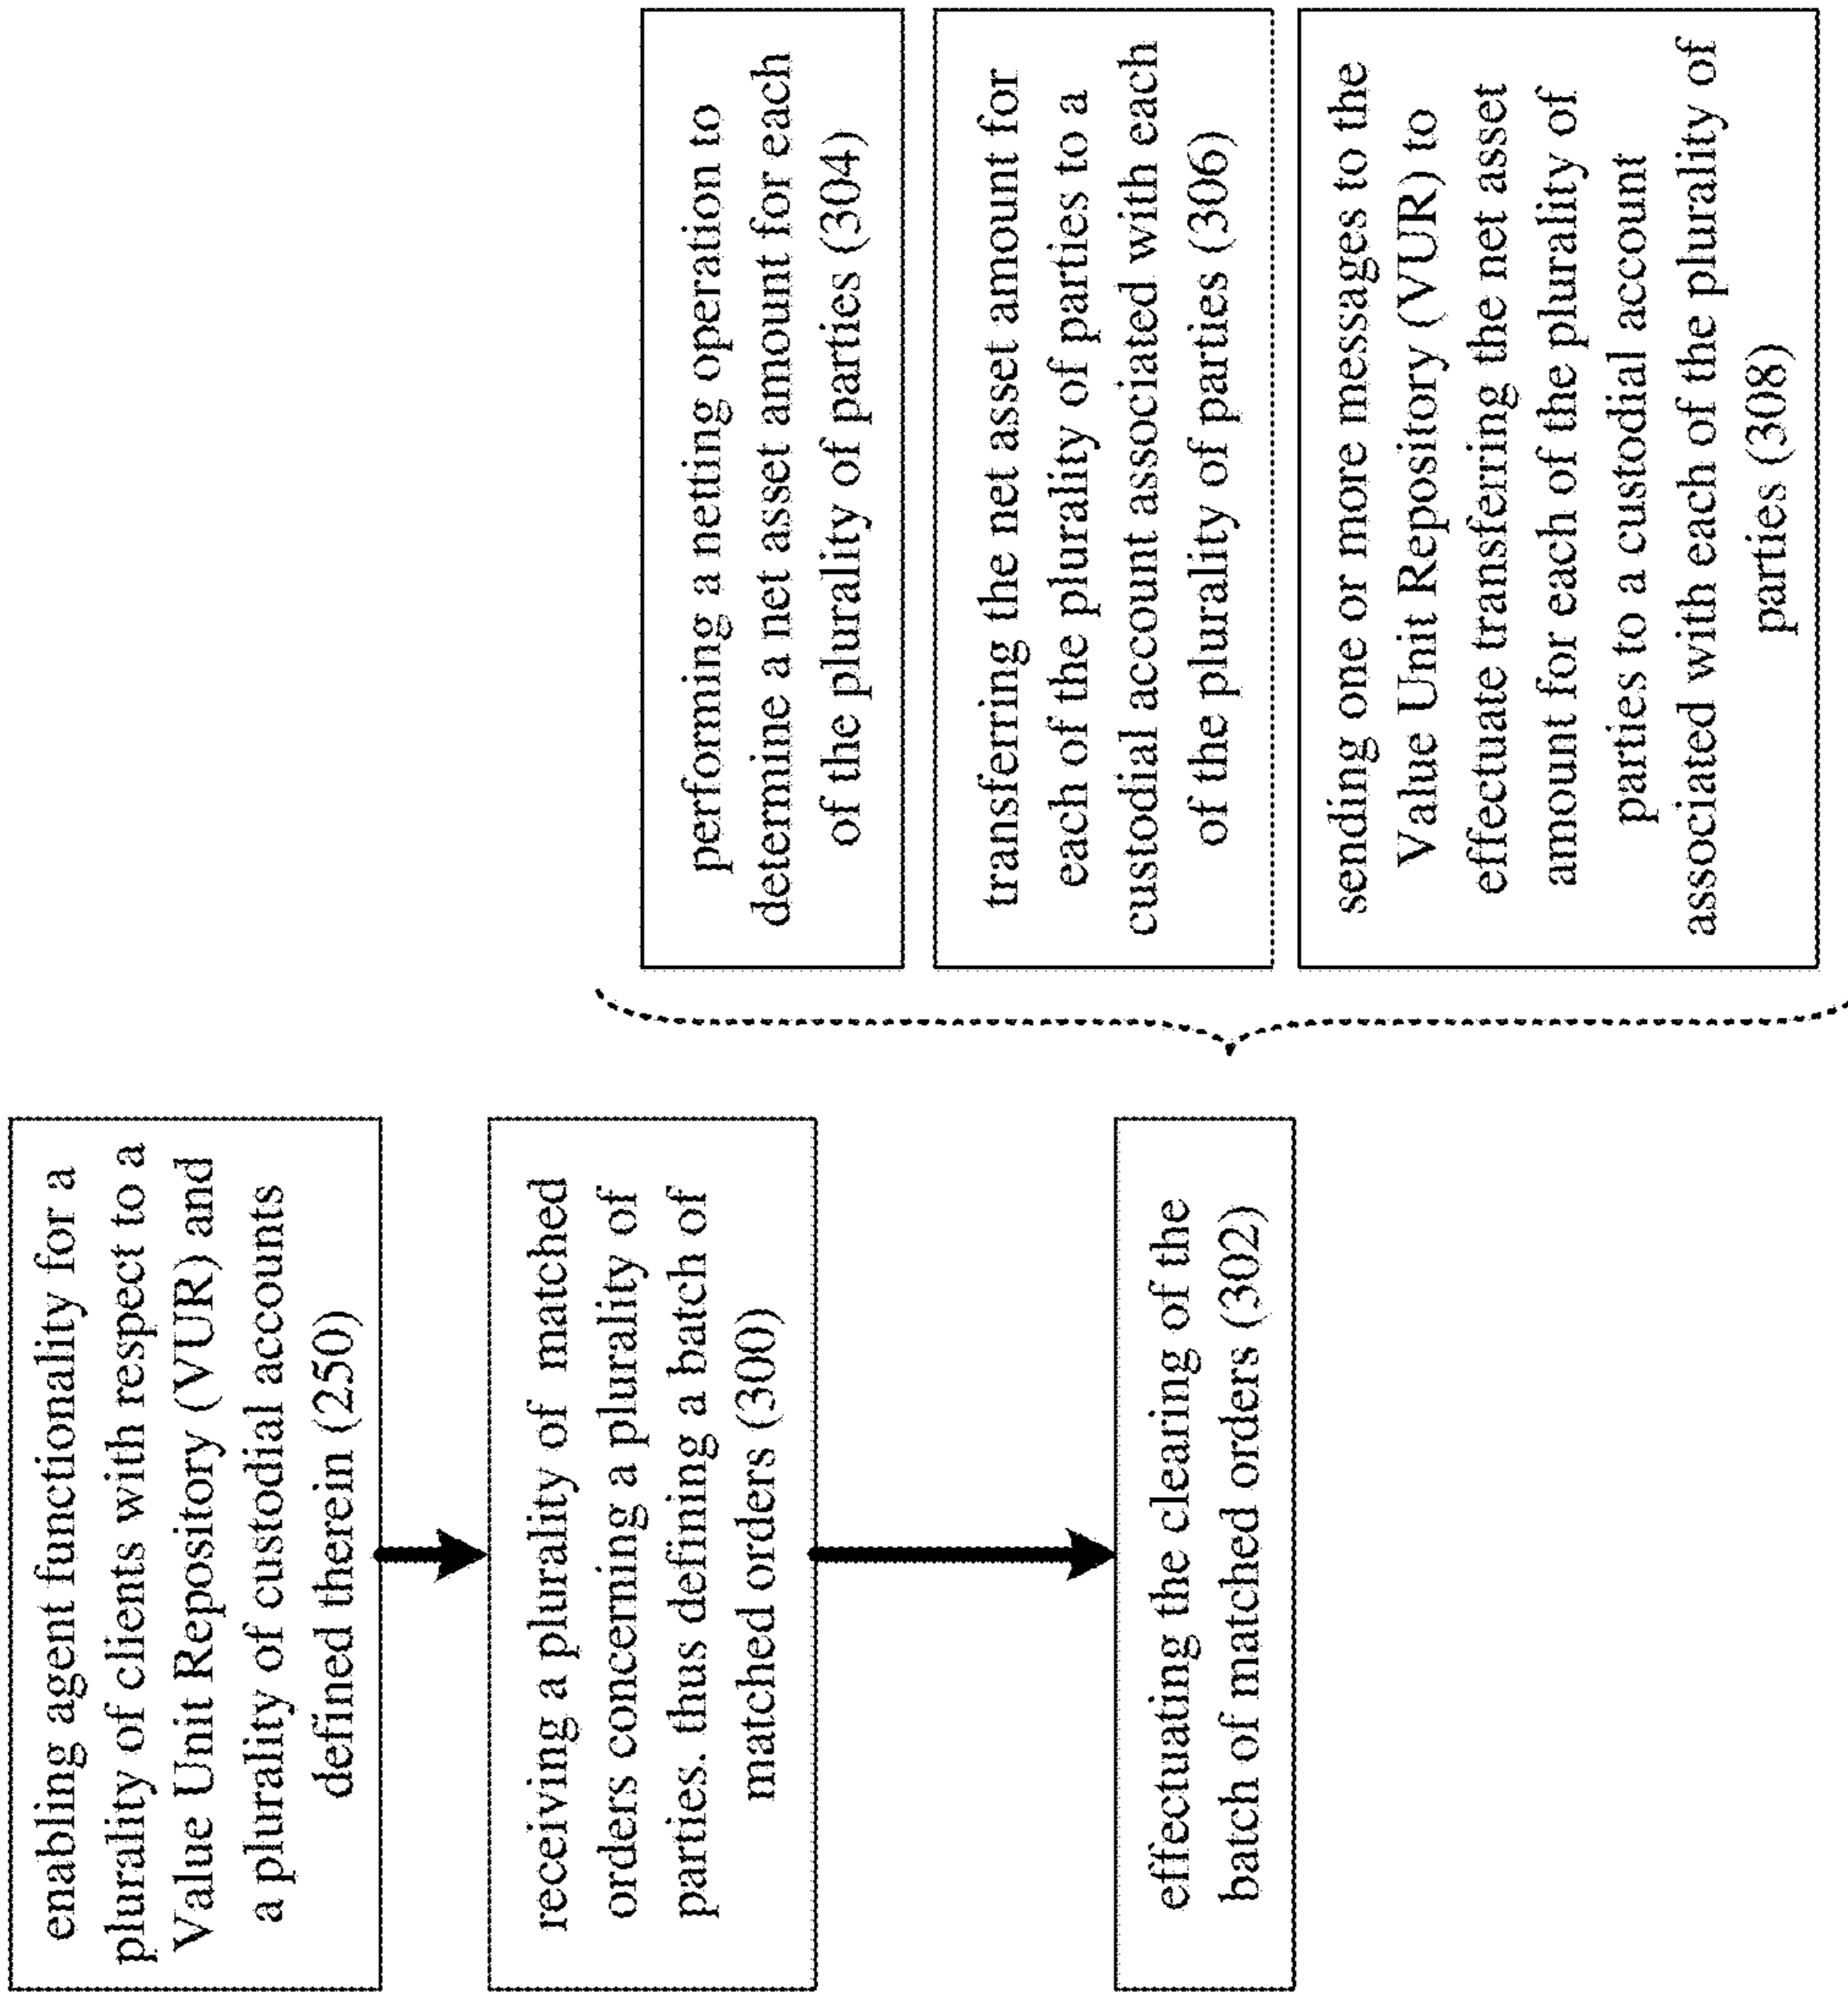 enabling agent functionality for a
plurality of clients with respect to a
Value Unit Repository (VUR) and
a plurality of custodial accounts
defined therein (250)
receiving a plurality of matched
orders concerning a plurality of
parties. thus defining a batch of
matched orders (300)
effectuating the clearing of the
batch of matched orders (302)
performing a netting operation to
determine a net asset amount for each
of the plurality of parties (304)
transferring the net asset amount for
each of the plurality of parties to a
custodial account associated with each
of the plurality of parties (306)
sending one or more messages to the
Value Unit Repository (VUR) to
effectuate transferring the net asset
amount for each of the plurality of
parties to a custodial account
associated with each of the plurality of
parties (308)